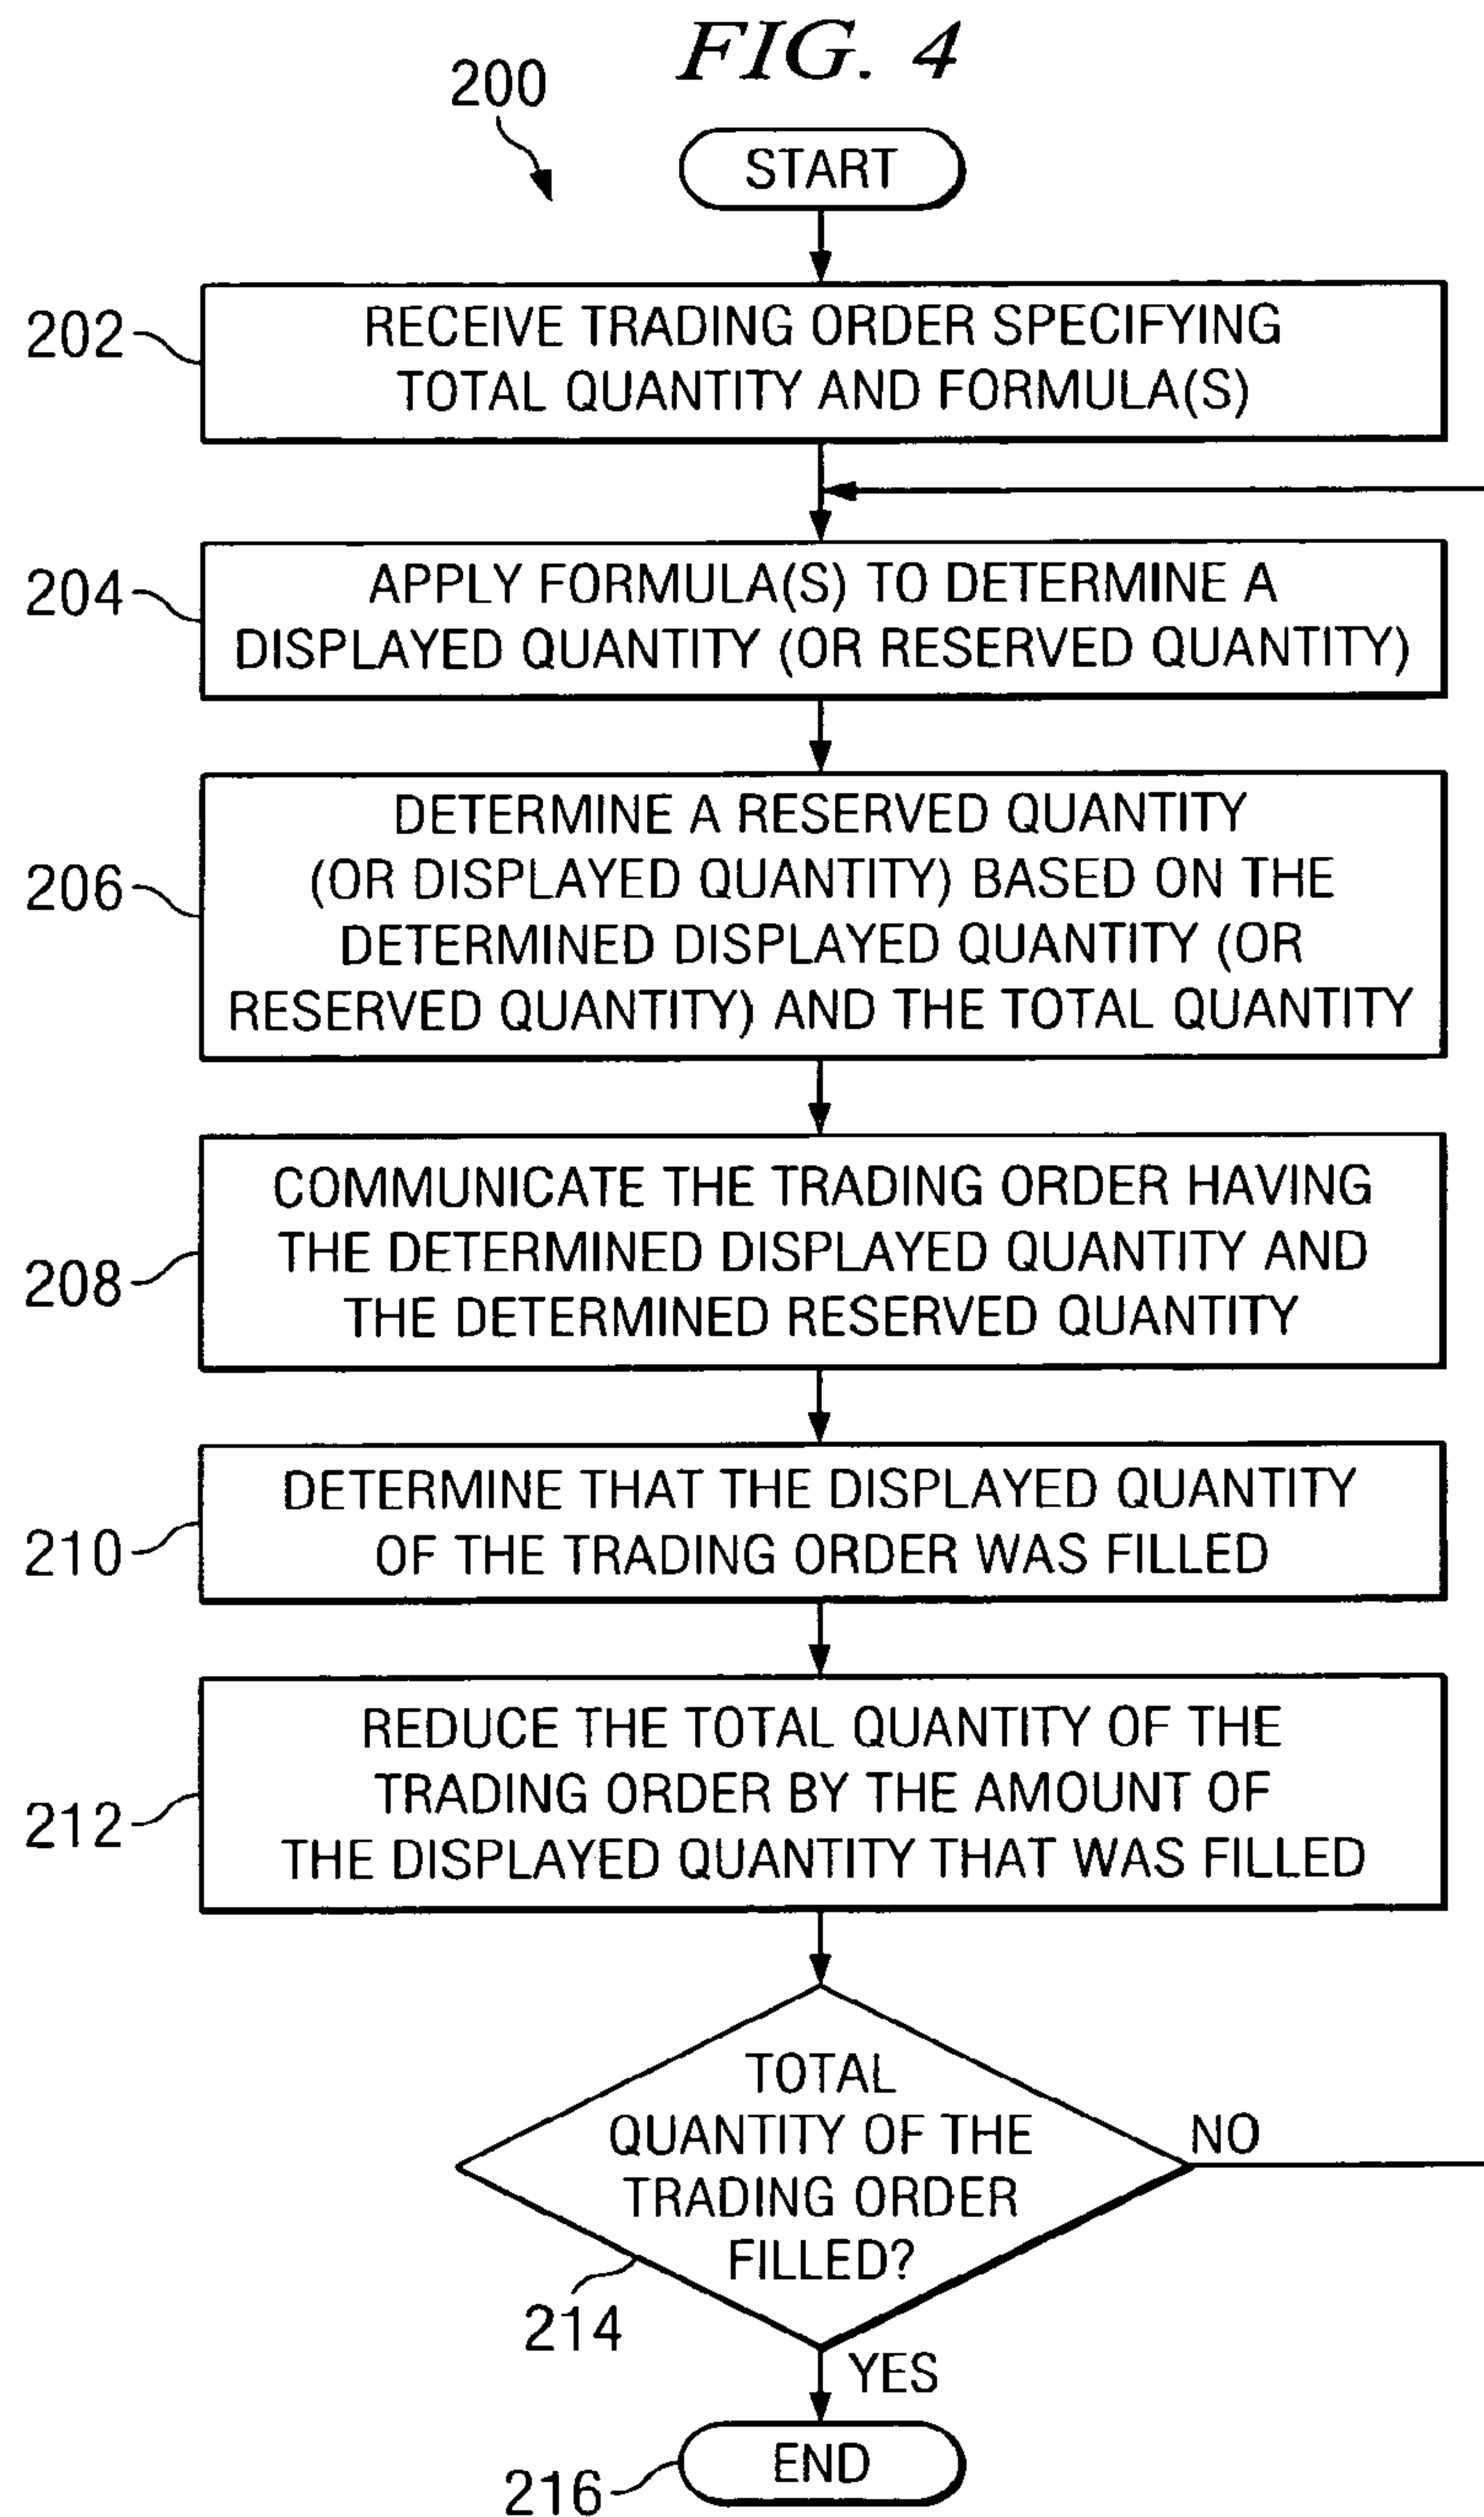 FIG. 4
200
START
202
RECEIVE TRADING ORDER SPECIFYING
TOTAL QUANTITY AND FORMULA(S)
204
APPLY FORMULA(S) TO DETERMINE A
DISPLAYED QUANTITY (OR RESERVED QUANTITY)
206
DETERMINE A RESERVED QUANTITY
(OR DISPLAYED QUANTITY) BASED ON THE
DETERMINED DISPLAYED QUANTITY (OR
RESERVED QUANTITY) AND THE TOTAL QUANTITY
208
COMMUNICATE THE TRADING ORDER HAVING
THE DETERMINED DISPLAYED QUANTITY AND
THE DETERMINED RESERVED QUANTITY
210
DETERMINE THAT THE DISPLAYED QUANTITY
OF THE TRADING ORDER WAS FILLED
212
REDUCE THE TOTAL QUANTITY OF THE
TRADING ORDER BY THE AMOUNT OF
THE DISPLAYED QUANTITY THAT WAS FILLED
TOTAL
QUANTITY OF THE
TRADING ORDER
FILLED?
NO
214
YES
END
216